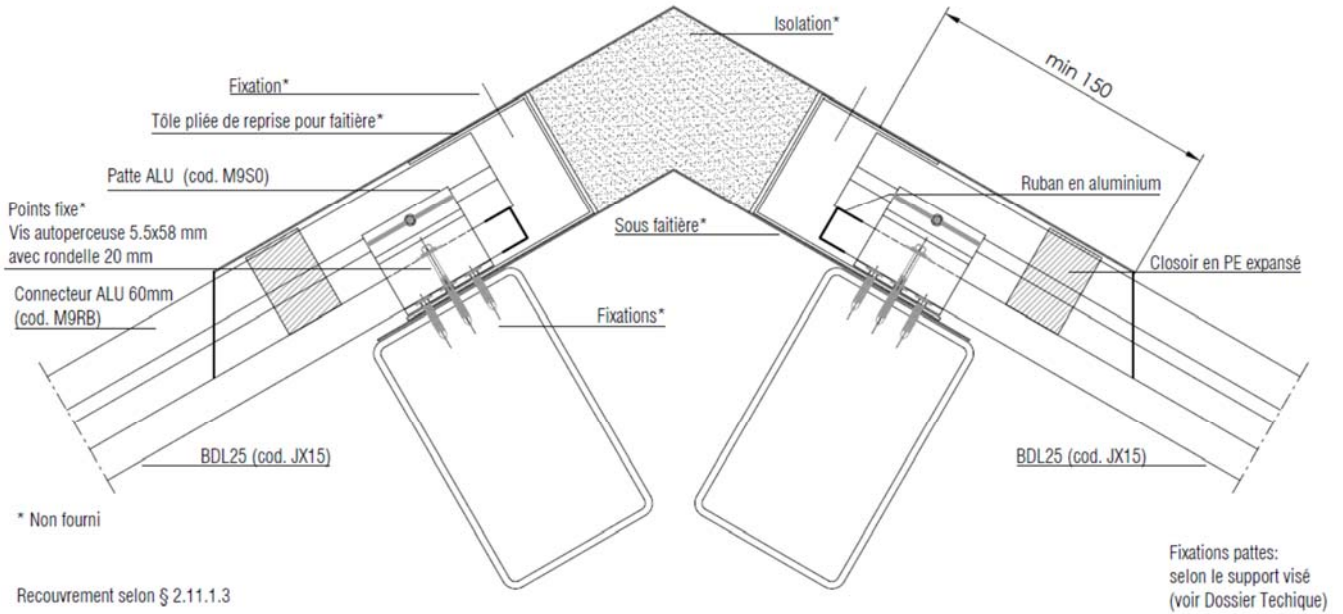 Isolation*
min 150
Fixation*
Tôle pliée de reprise pour faîtière*
Patte ALU (cod. M9S0)
Ruban en aluminium
Points fixe*
Vis autoperceuse 5.5x58 mm
avec rondelle 20 mm
Sous faîtière*
Closoir en PE expansé
Connecteur ALU 60mm
(cod. M9RB)
Fixations*
BDL25 (cod. JX15)
BDL25 (cod. JX15)
* Non fourni
Fixations pattes:
selon le support visé
(voir Dossier Techique)
Recouvrement selon § 2.11.1.3